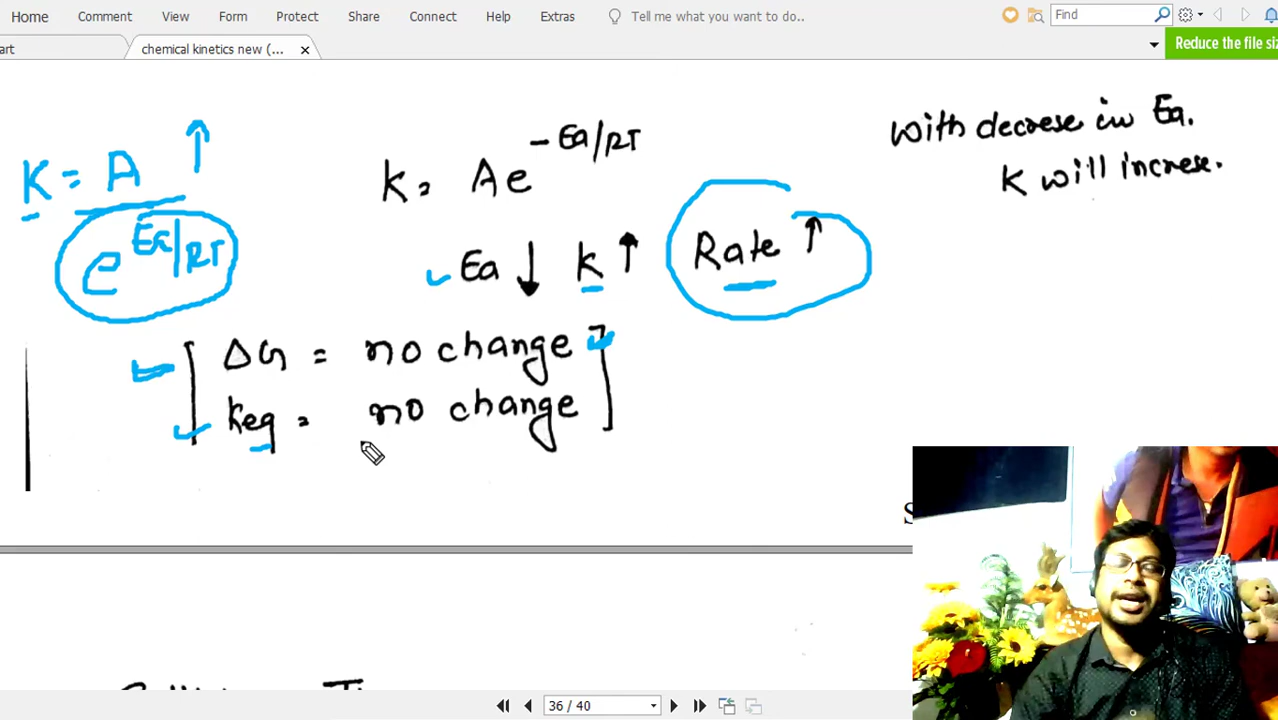 Home Comment View Form Protect Share Connect Help Extras Tell me what you want to do.. Find
art chemical kinetics new (... Reduce the file siz
K = A ↑
e^Ea/RT
k = Ae^-Ea/RT
with decrese in Ea.
K will increse.
Ea ↓ k ↑ Rate ↑
ΔG = no change
Keq = no change
S
36 / 40